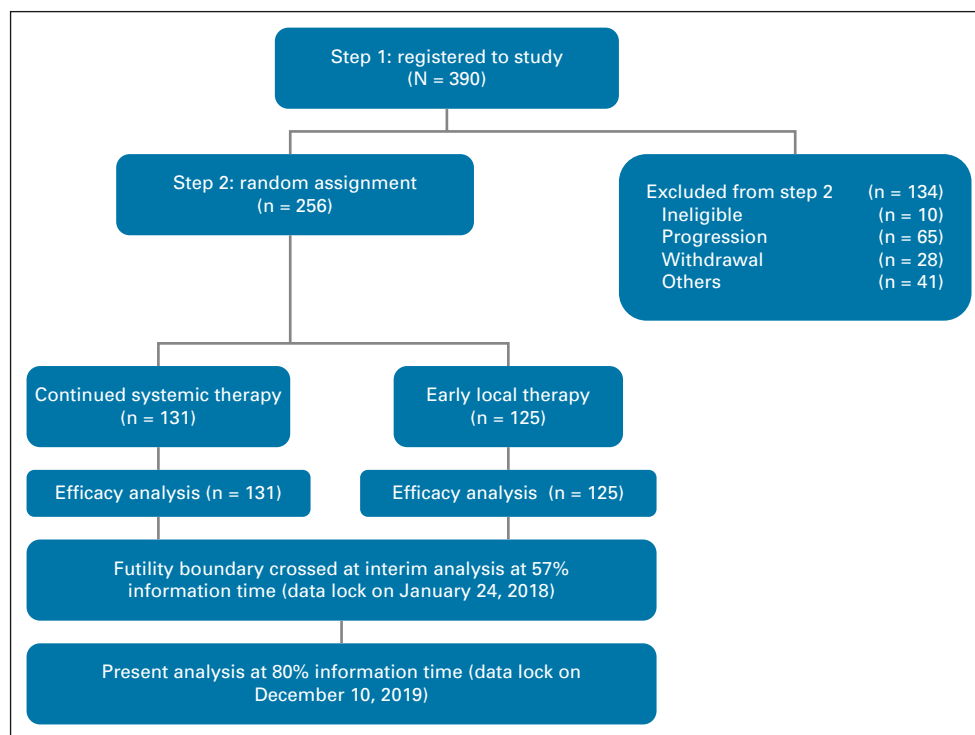 Step 1: registered to study
(N = 390)
Step 2: random assignment
(n = 256)
Excluded from step 2 (n = 134)
Ineligible (n = 10)
Progression (n = 65)
Withdrawal (n = 28)
Others (n = 41)
Continued systemic therapy
(n = 131)
Early local therapy
(n = 125)
Efficacy analysis (n = 131)
Efficacy analysis (n = 125)
Futility boundary crossed at interim analysis at 57%
information time (data lock on January 24, 2018)
Present analysis at 80% information time (data lock on
December 10, 2019)